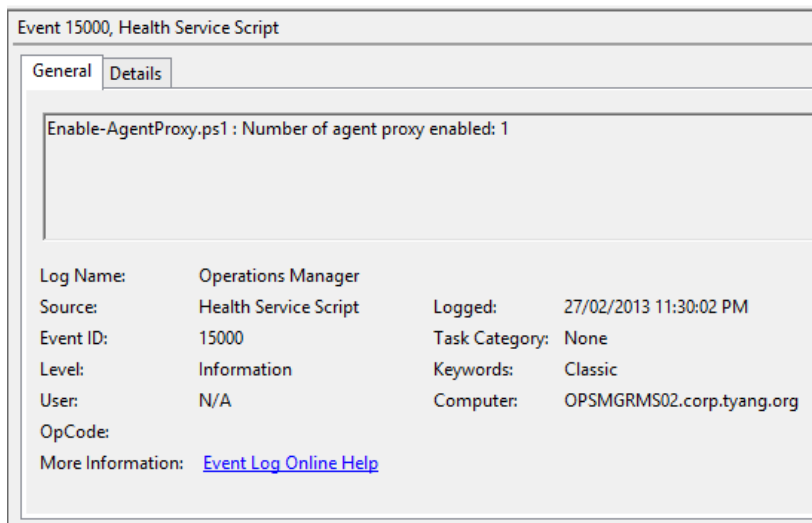 Event 15000, Health Service Script
General Details
Enable-AgentProxy.ps1 : Number of agent proxy enabled: 1
Log Name: Operations Manager
Source: Health Service Script Logged: 27/02/2013 11:30:02 PM
Event ID: 15000 Task Category: None
Level: Information Keywords: Classic
User: N/A Computer: OPSMGRMS02.corp.tyang.org
OpCode:
More Information: Event Log Online Help